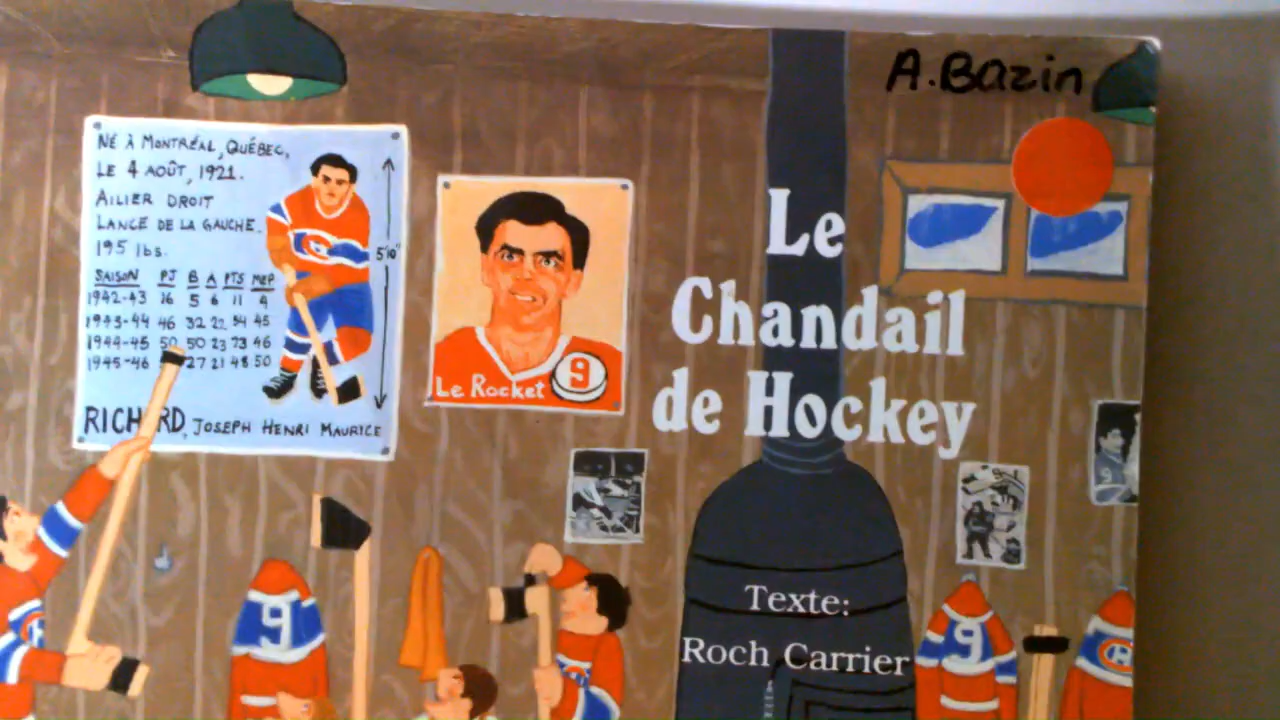 A. Bazin
NÉ À MONTRÉAL, QUÉBEC,
LE 4 AOÛT, 1921.
AILIER DROIT
LANCE DE LA GAUCHE.
195 lbs.
5'10"
SAISON PJ B A PTS MEP
1942-43 16 5 6 11 4
1943-44 46 32 22 54 45
1944-45 50 50 23 73 46
1945-46 27 21 48 50
RICHARD, JOSEPH HENRI MAURICE
Le Rocket
9
Le
Chandail
de Hockey
9
9
Texte:
Roch Carrier